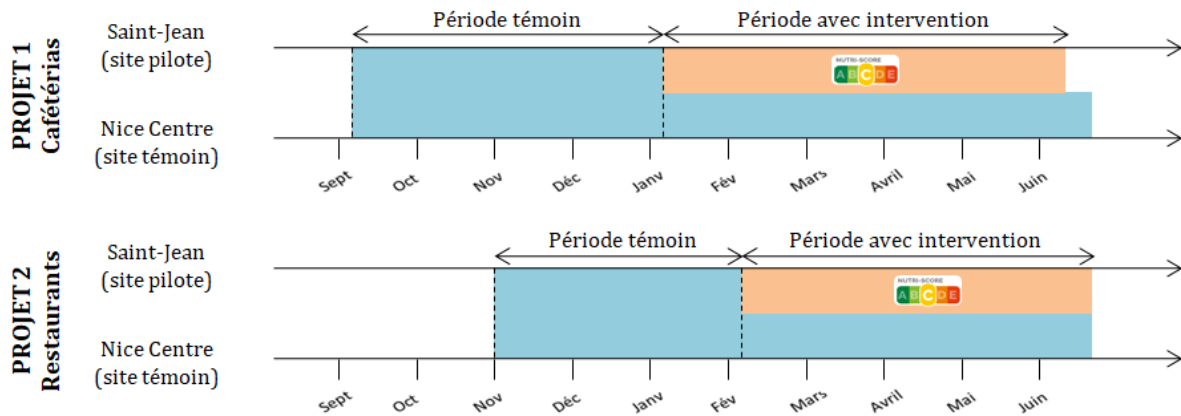 PROJET 1
Cafétérias
Saint-Jean
(site pilote)
Nice Centre
(site témoin)
Période témoin
Période avec intervention
NUTRI-SCORE
A B C D E
Sept
Oct
Nov
Déc
Janv
Fév
Mars
Avril
Mai
Juin
PROJET 2
Restaurants
Saint-Jean
(site pilote)
Nice Centre
(site témoin)
Période témoin
Période avec intervention
NUTRI-SCORE
A B C D E
Sept
Oct
Nov
Déc
Janv
Fév
Mars
Avril
Mai
Juin